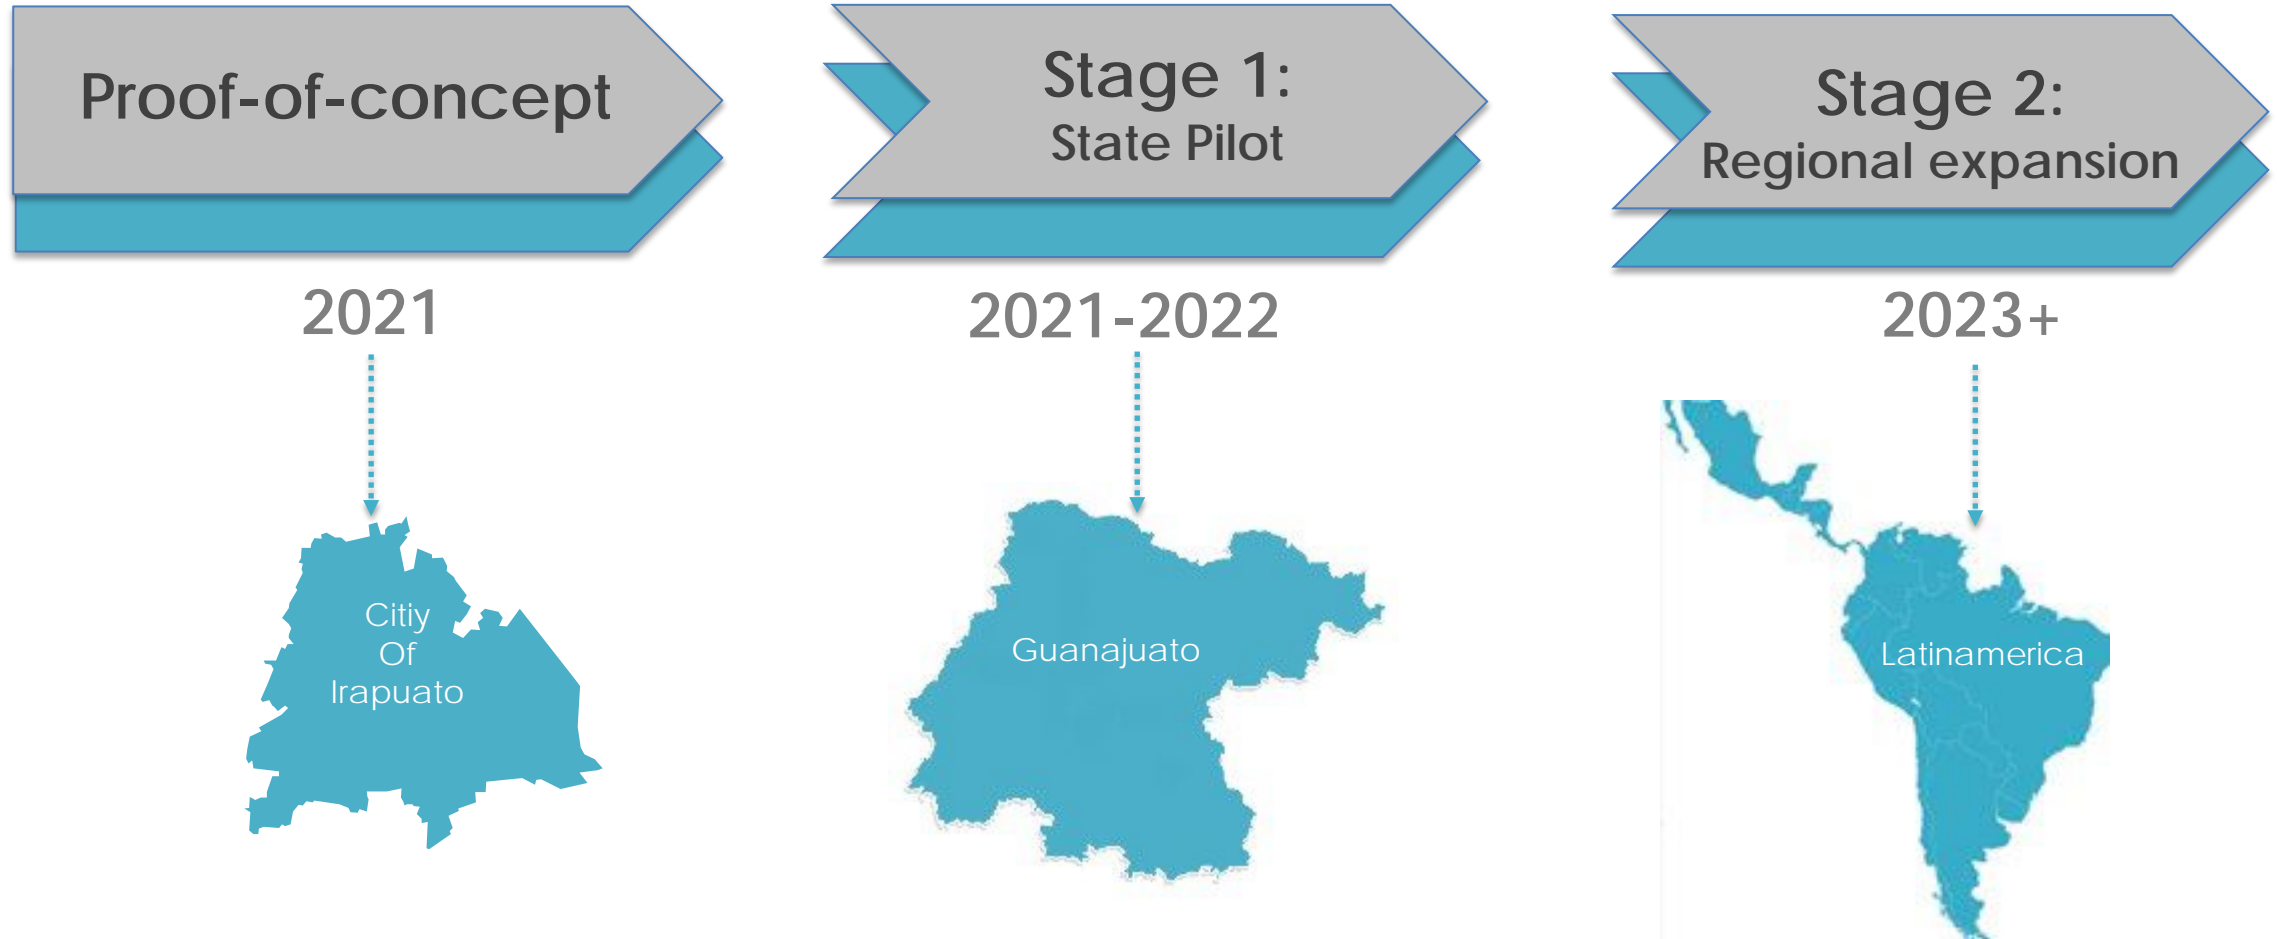 Proof-of-concept
2021
Citiy
Of
Irapuato
Stage 1:
State Pilot
2021-2022
Guanajuato
Stage 2:
Regional expansion
2023+
Latinamerica